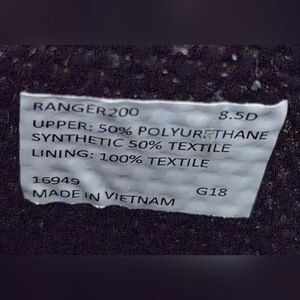 RANGER200 8.5D
UPPER: 50% POLYURETHANE
SYNTHETIC 50% TEXTILE
LINING: 100% TEXTILE
16949 G18
MADE IN VIETNAM